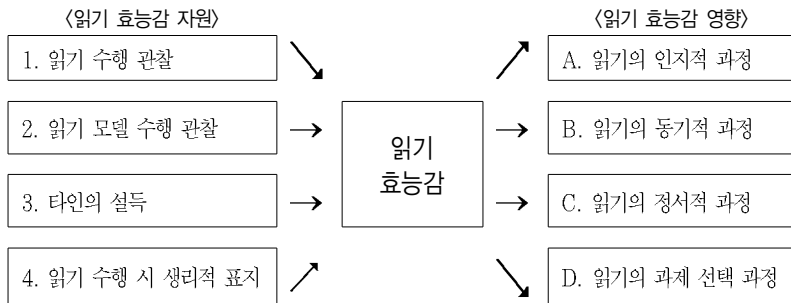 〈읽기 효능감 자원〉
〈읽기 효능감 영향〉
1. 읽기 수행 관찰
A. 읽기의 인지적 과정
2. 읽기 모델 수행 관찰
B. 읽기의 동기적 과정
읽기
효능감
3. 타인의 설득
C. 읽기의 정서적 과정
4. 읽기 수행 시 생리적 표지
D. 읽기의 과제 선택 과정